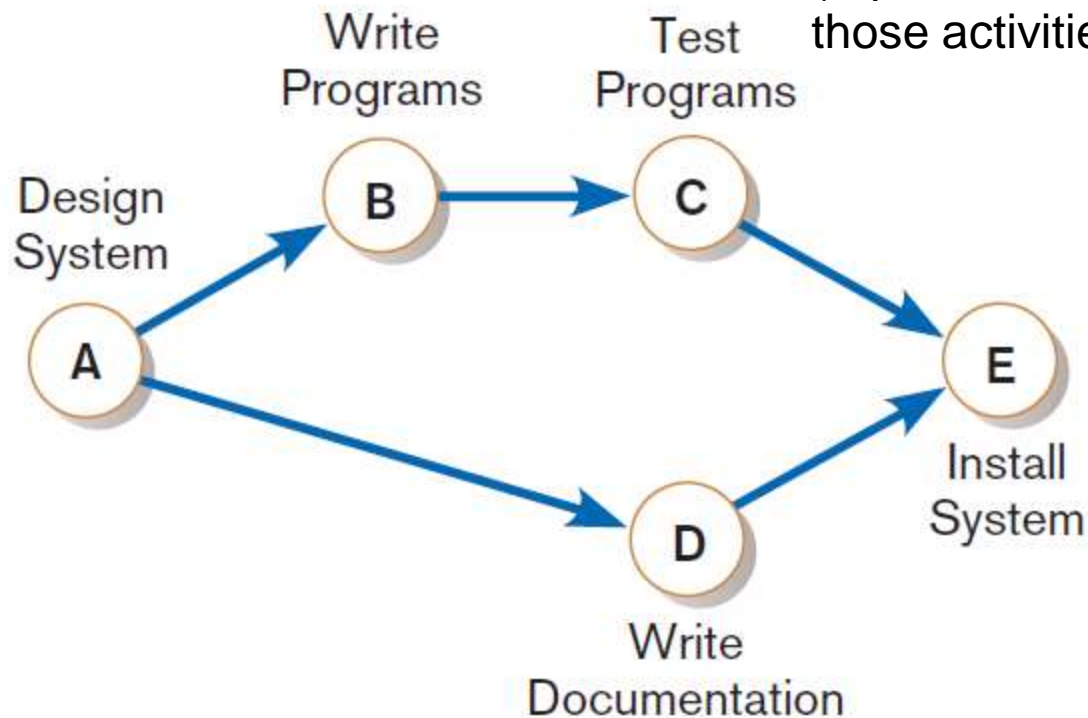 those activitie
Write
Programs
Test
Programs
Design
System
B
C
A
E
Install
System
D
Write
Documentation